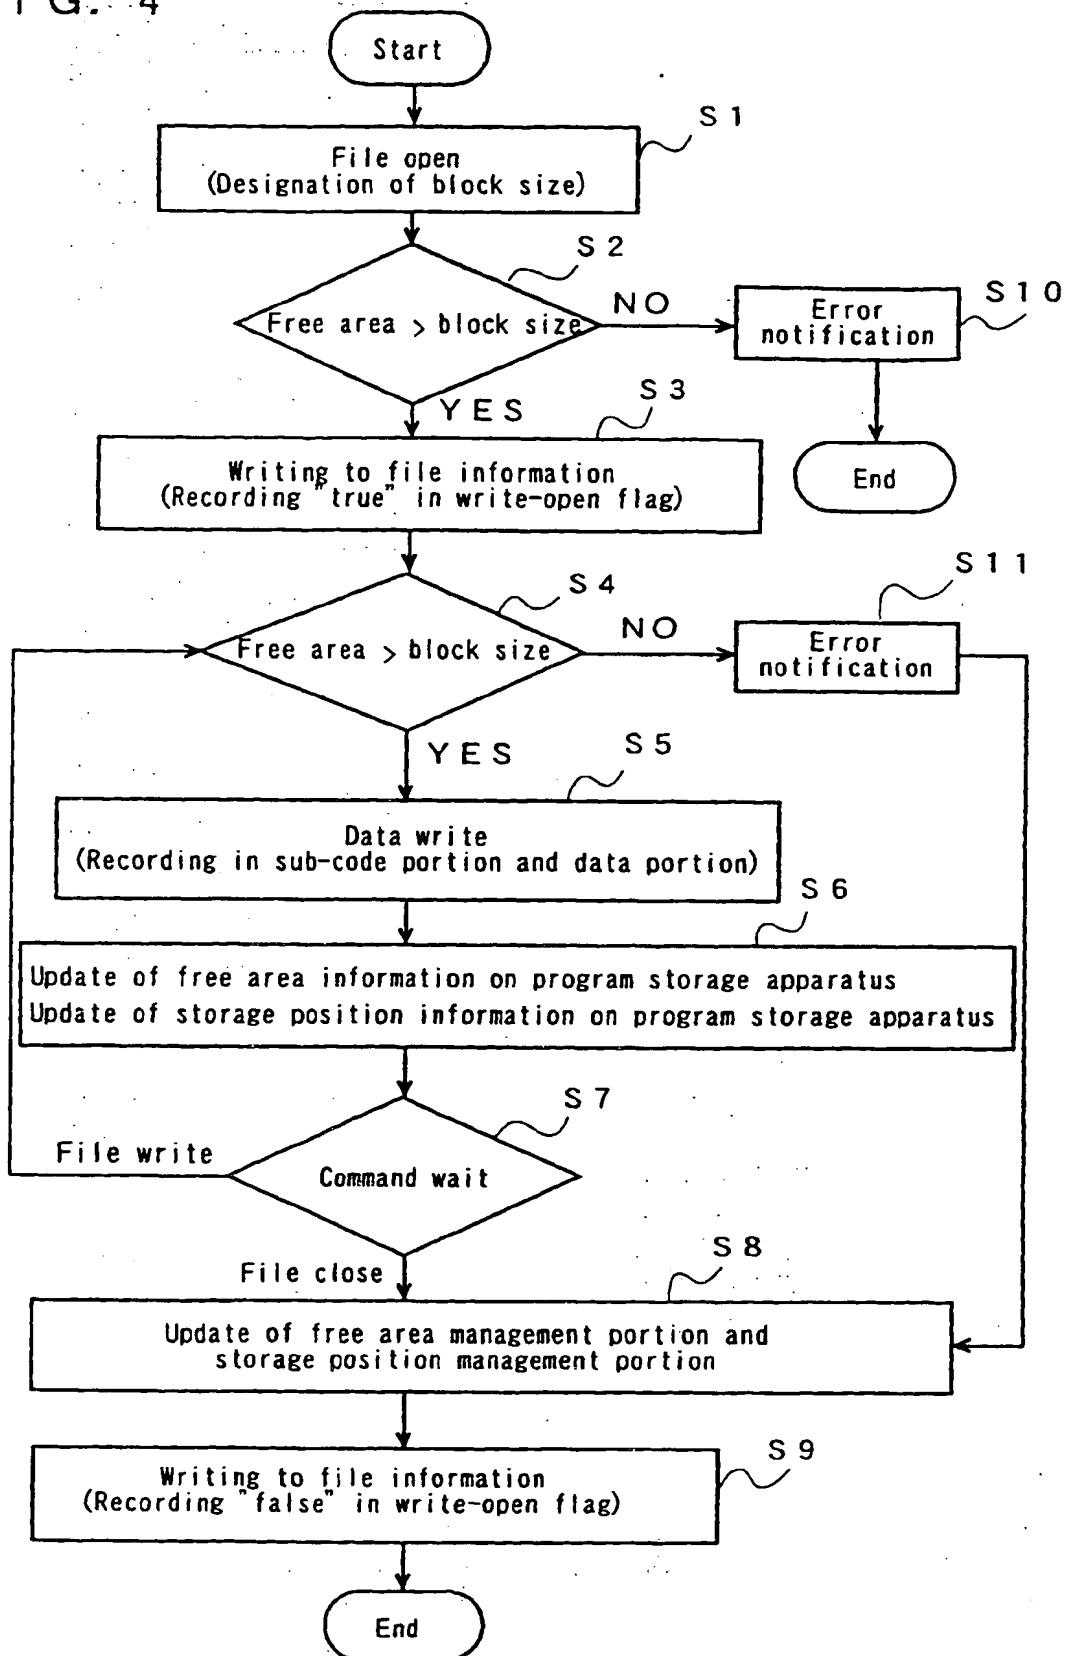 FG. 4
Start
S1
File open
(Designation of block size)
S2
Free area > block size
NO
S10
Error
notification
YES
S3
End
Writing to file information
(Recording "true" in write-open flag)
S11
S4
Free area > block size
NO
Error
notification
YES
S5
Data write
(Recording in sub-code portion and data portion)
S6
Update of free area information on program storage apparatus
Update of storage position information on program storage apparatus
S7
File write
Command wait
File close
S8
Update of free area management portion and
storage position management portion
S9
Writing to file information
(Recording "false" in write-open flag)
End